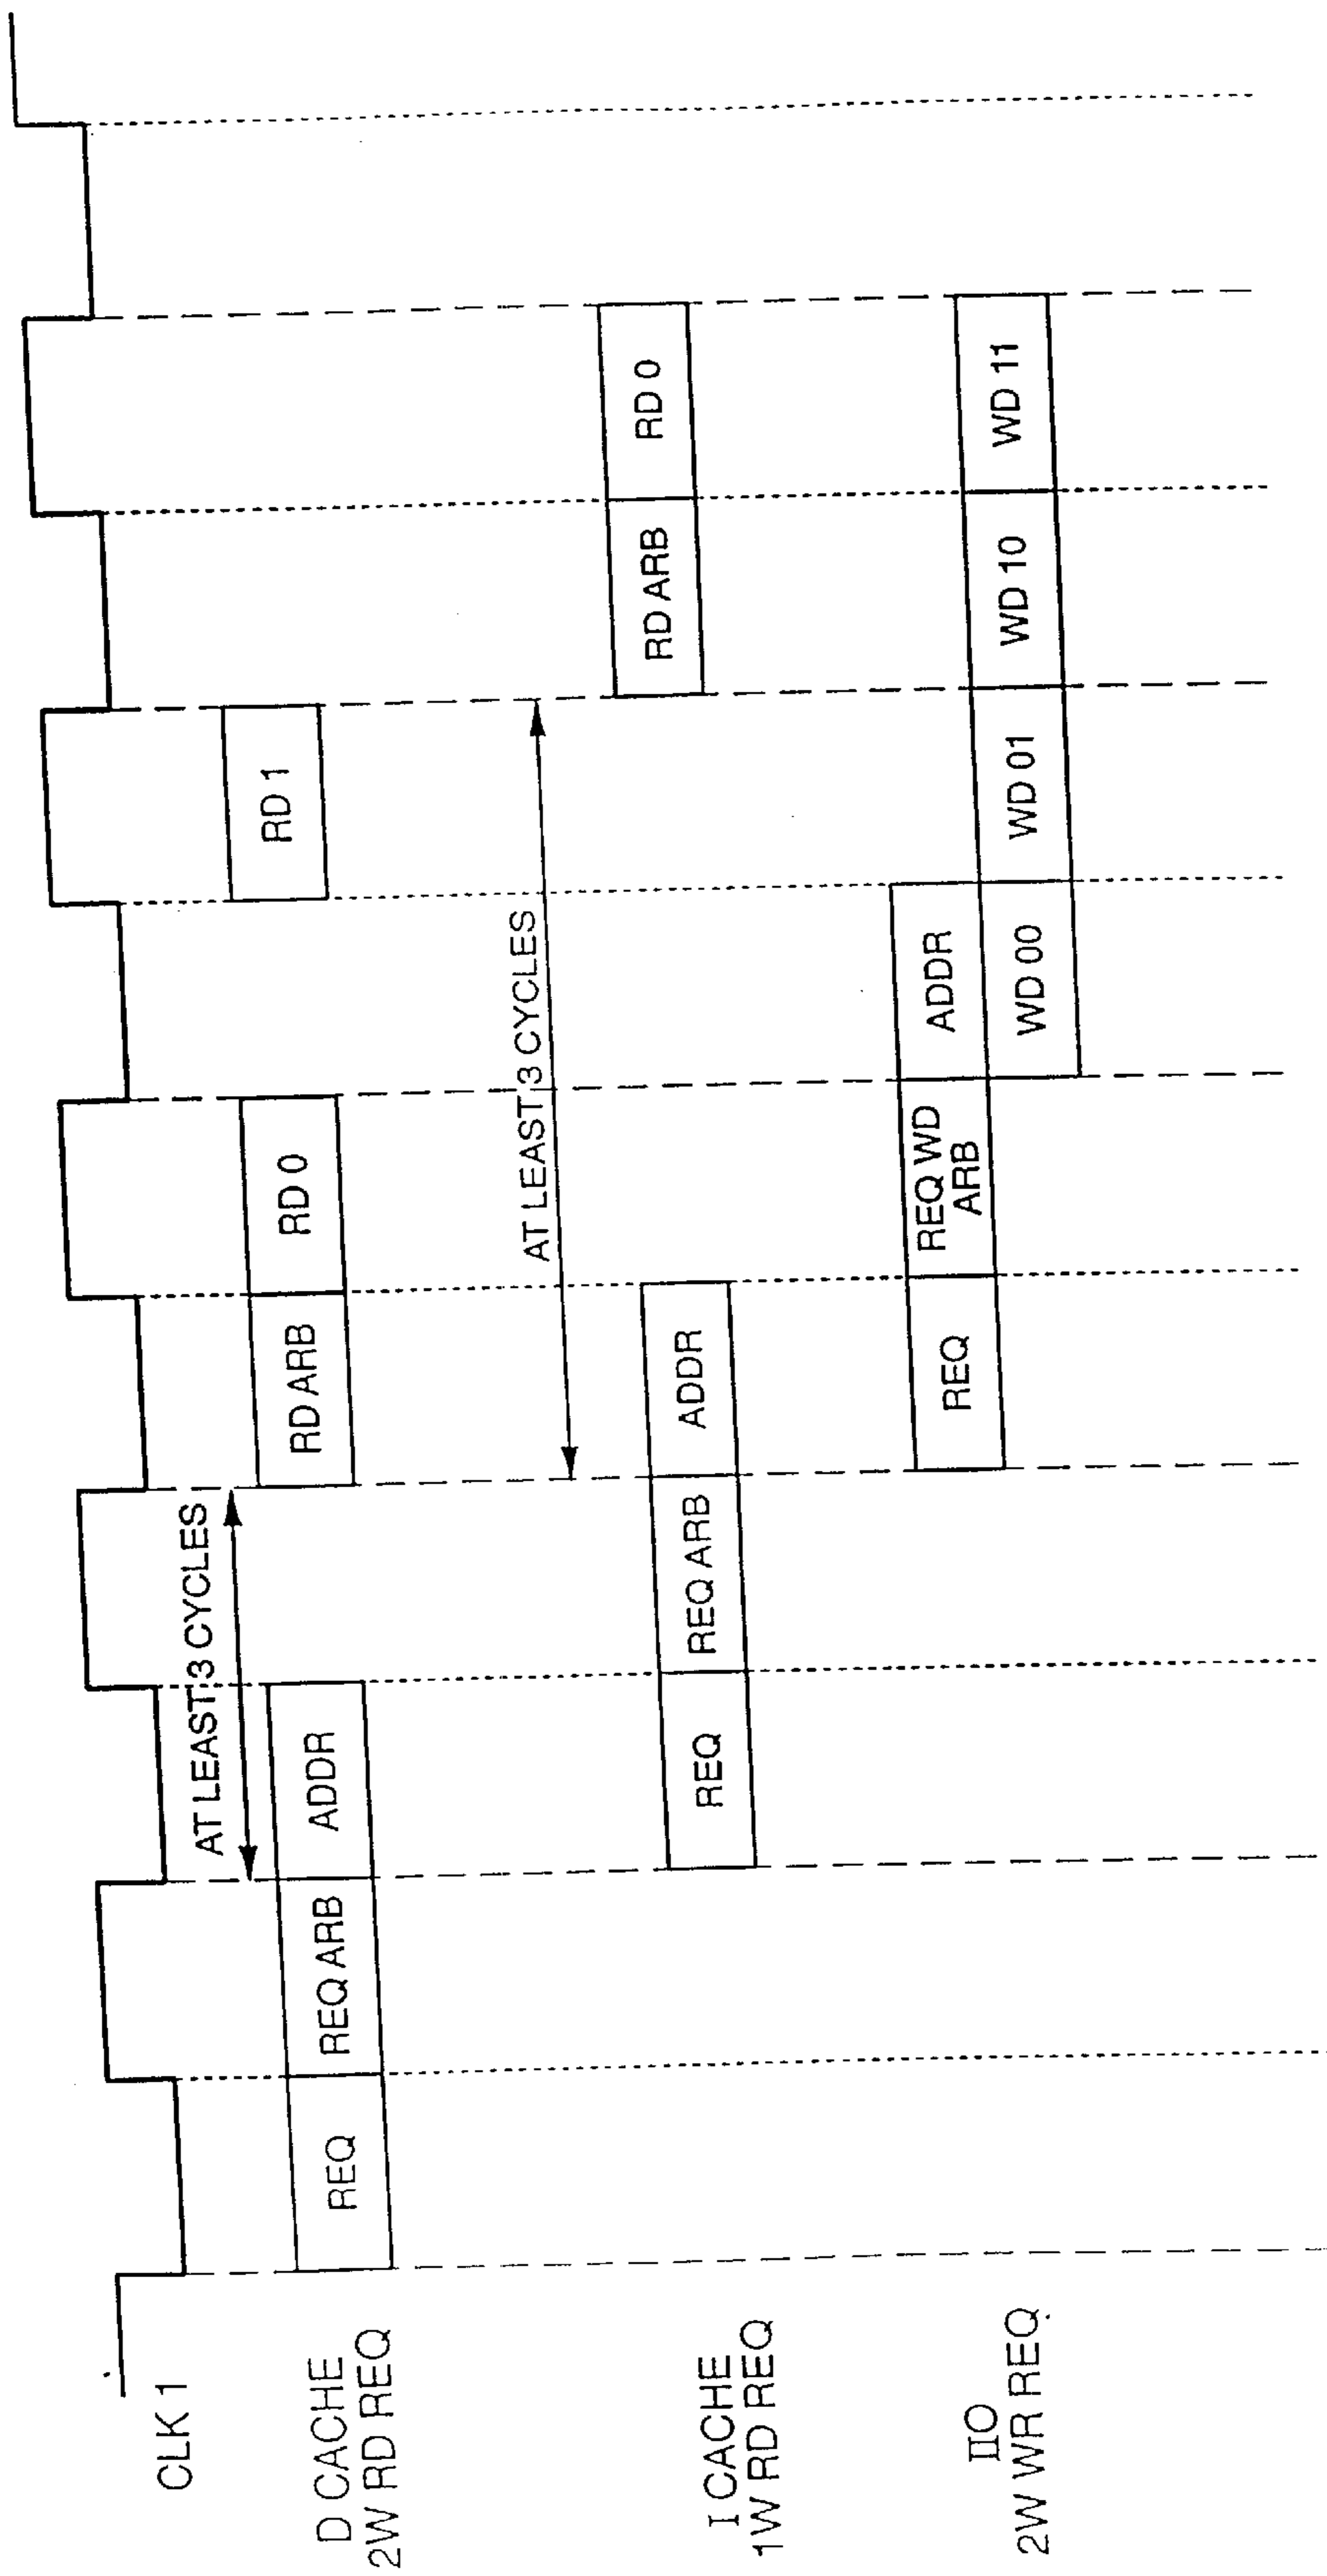 CLK 1
D CACHE
2W RD REQ
REQ
REQ ARB
ADDR
AT LEAST 3 CYCLES
RD ARB
RD 0
RD 1
I CACHE
1W RD REQ
REQ
REQ ARB
ADDR
AT LEAST 3 CYCLES
RD ARB
RD 0
IIO
2W WR REQ
REQ
REQ WD
ARB
ADDR
WD 00
WD 01
WD 10
WD 11